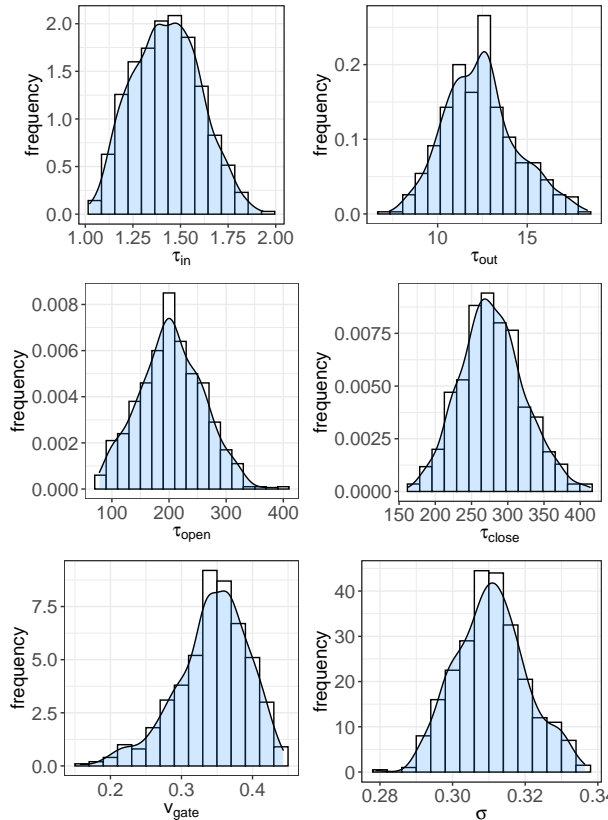 frequency
2.0
1.5
1.0
0.5
0.0
1.00 1.25 1.50 1.75 2.00
τin
frequency
0.2
0.1
0.0
10 15
τout
frequency
0.008
0.006
0.004
0.002
0.000
100 200 300 400
τopen
frequency
0.0075
0.0050
0.0025
0.0000
150 200 250 300 350 400
τclose
frequency
7.5
5.0
2.5
0.0
0.2 0.3 0.4
vgate
frequency
40
30
20
10
0
0.28 0.30 0.32 0.34
σ